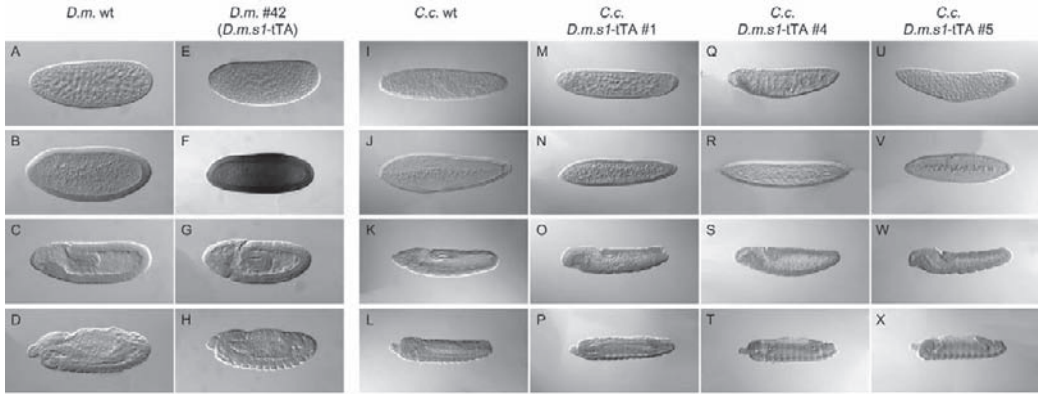 D.m. wt
D.m. #42
(D.m.s1-tTA)
C.c. wt
C.c.
D.m.s1-tTA #1
C.c.
D.m.s1-tTA #4
C.c.
D.m.s1-tTA #5
A E I M Q U
B F J N R V
C G K O S W
D H L P T X